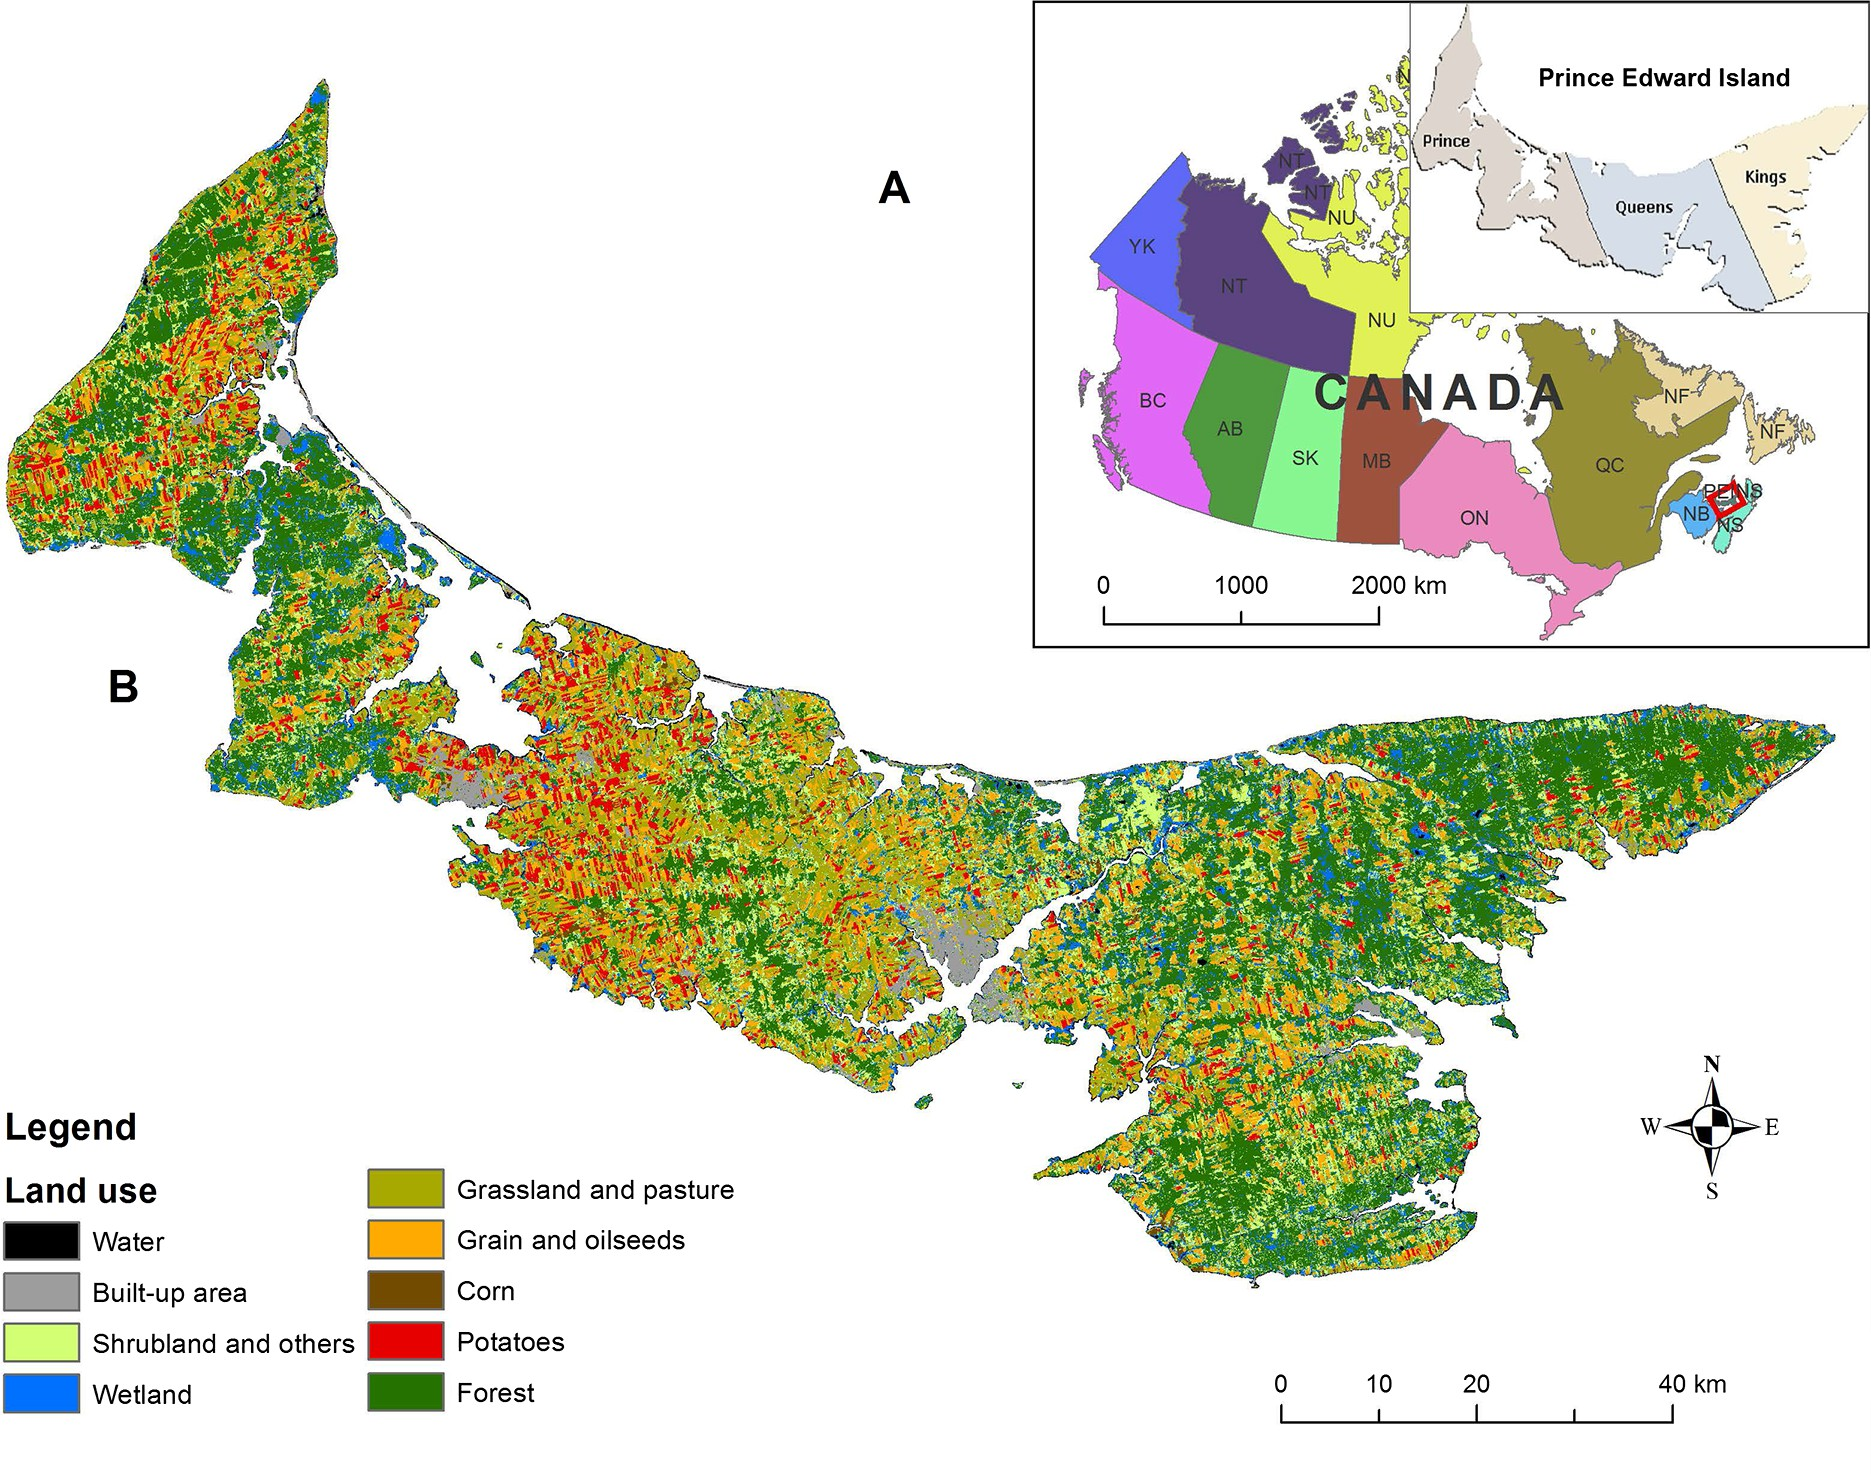 A
B
Prince Edward Island
Prince
Queens
Kings
N
NT
NT
NU
YK
NT
NU
CANADA
BC
AB
SK
MB
ON
QC
NF
NF
PEI
NS
NB
NS
0 1000 2000 km
N
W E
S
Legend
Land use
Water
Built-up area
Shrubland and others
Wetland
Grassland and pasture
Grain and oilseeds
Corn
Potatoes
Forest
0 10 20 40 km